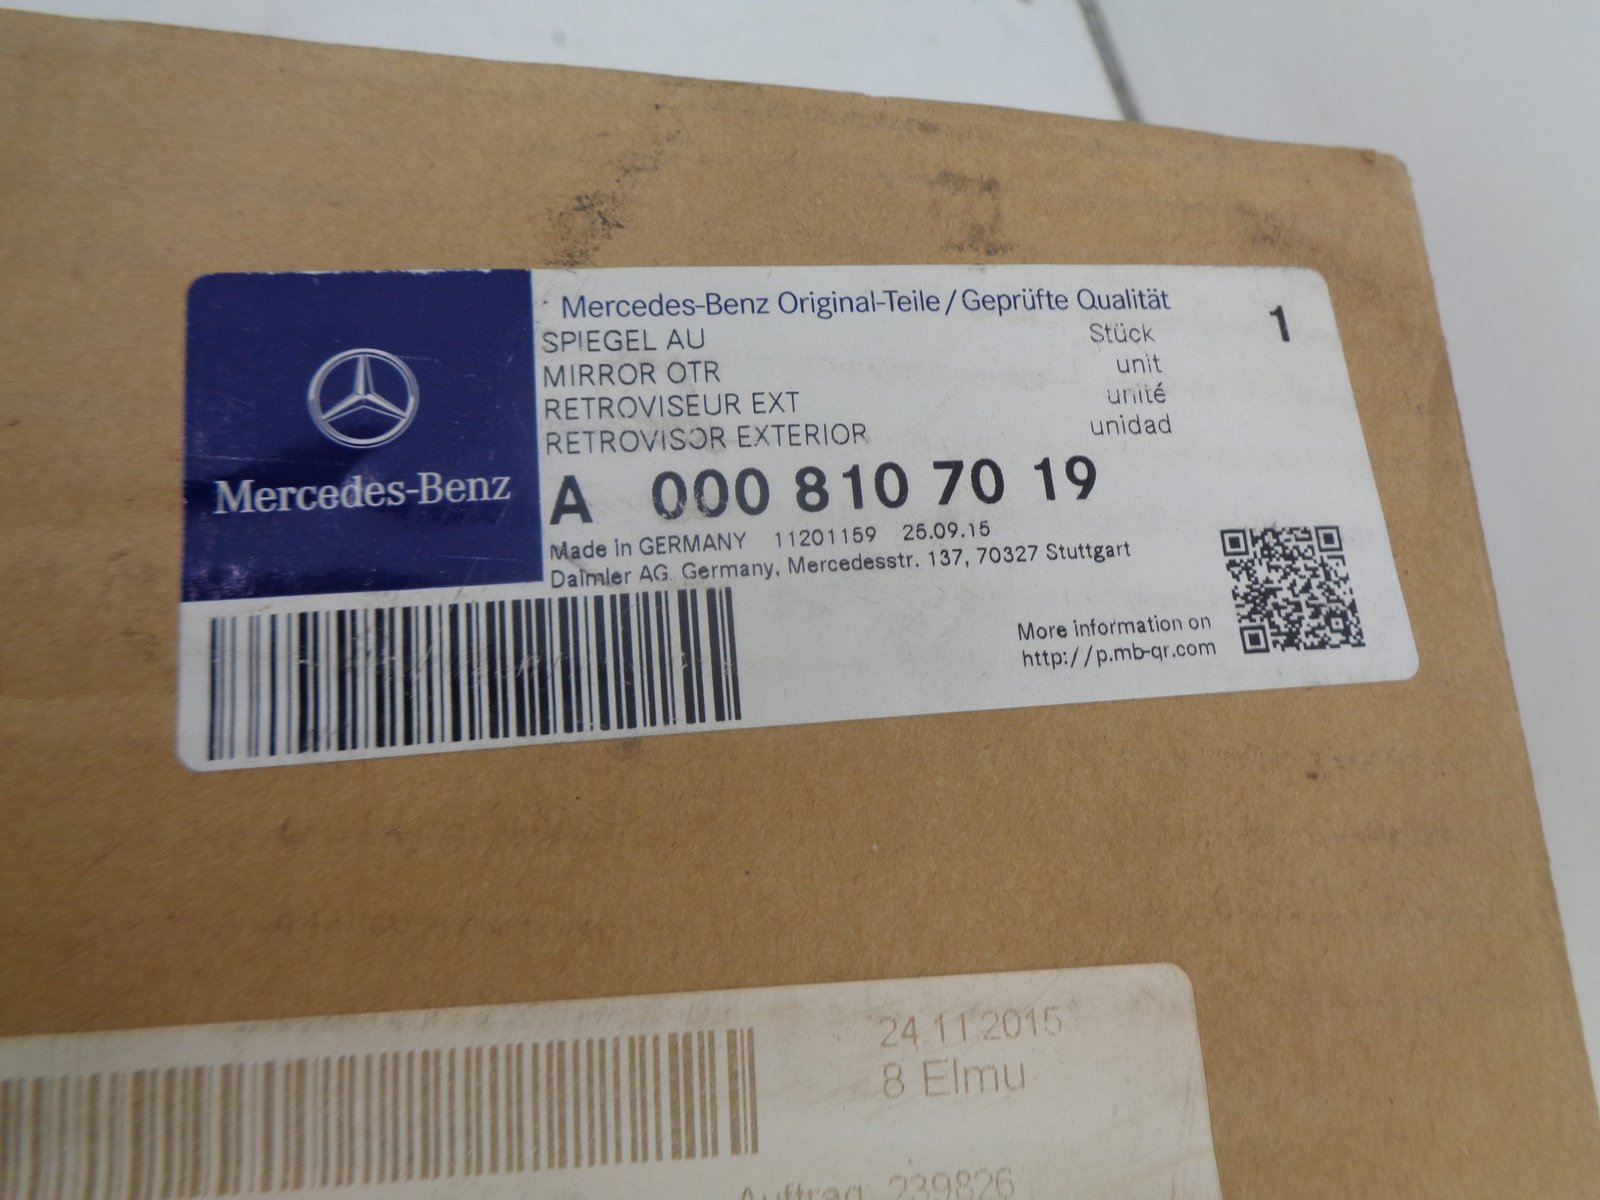 Mercedes-Benz
Mercedes-Benz Original-Teile/Geprüfte Qualität
SPIEGEL AU Stück 1
MIRROR OTR unit
RETROVISEUR EXT unité
RETROVISOR EXTERIOR unidad
A 000 810 70 19
Made in GERMANY 11201159 25.09.15
Daimler AG. Germany, Mercedesstr. 137, 70327 Stuttgart
More information on
http://p.mb-qr.com
24.11.2015
8 Elmu
Auftrag: 239826